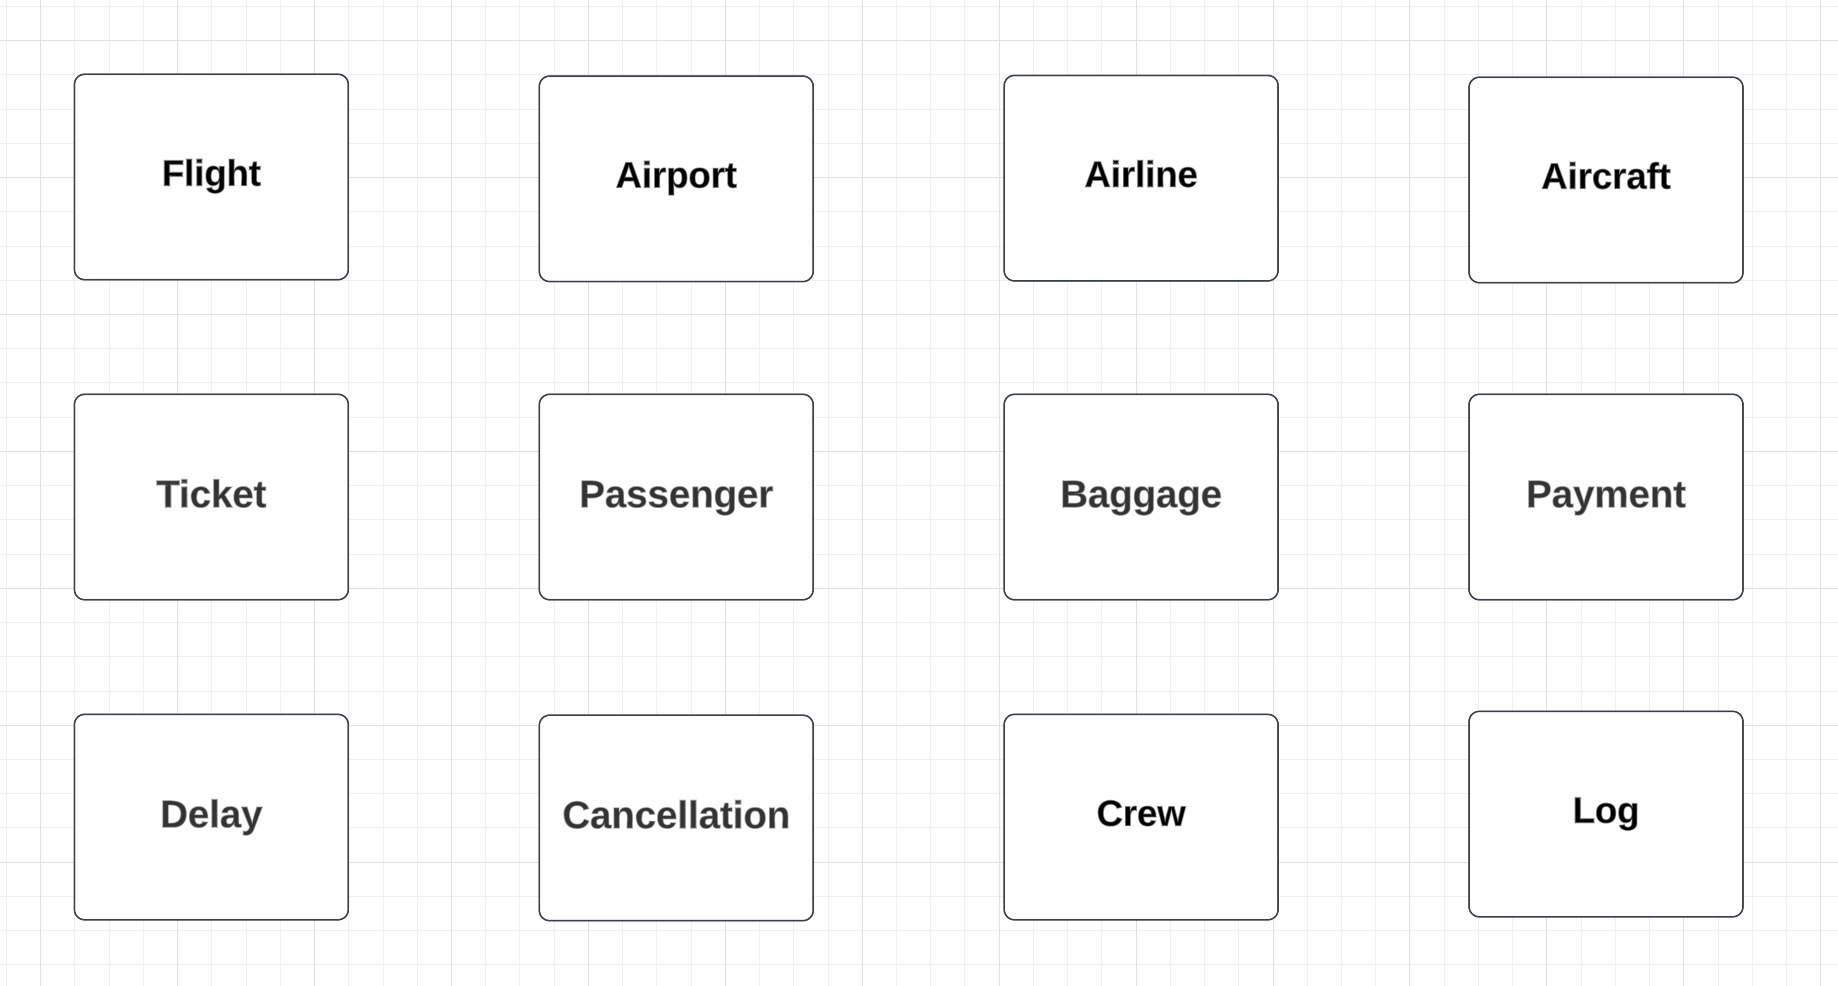 Flight
Airport
Airline
Aircraft
Ticket
Passenger
Baggage
Payment
Delay
Cancellation
Crew
Log